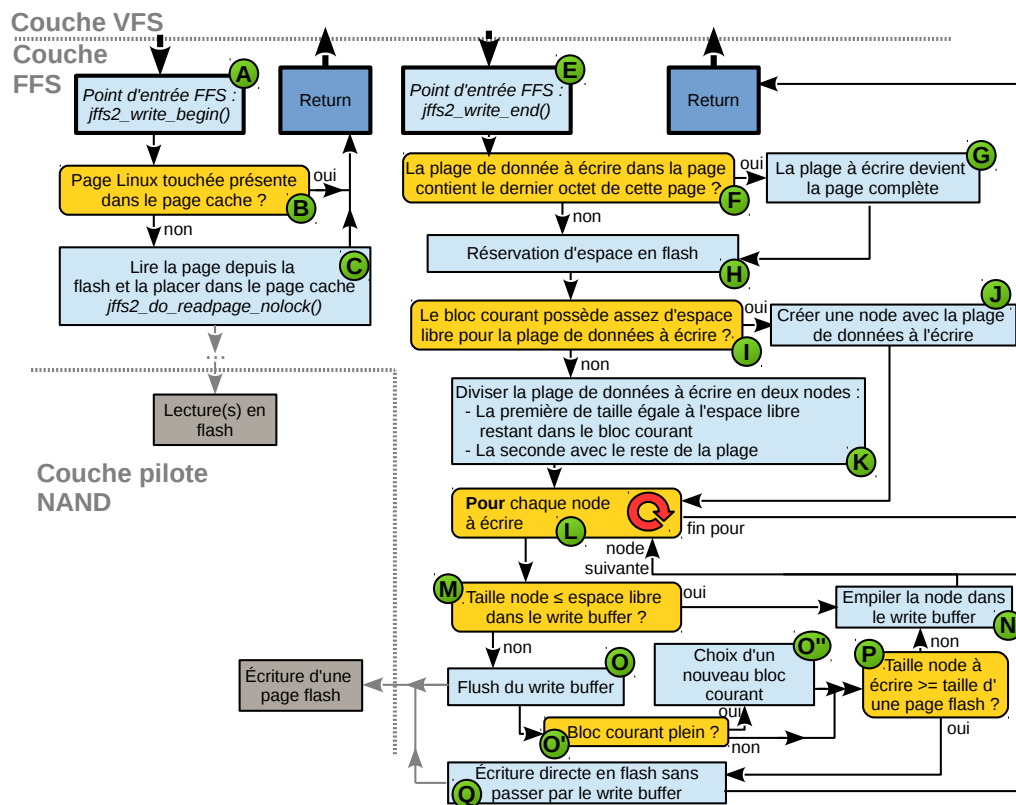 Couche VFS
Couche
FFS
A
Point d'entrée FFS :
jffs2_write_begin()
Return
E
Point d'entrée FFS :
jffs2_write_end()
Return
Page Linux touchée présente
dans le page cache ?
B
oui
non
Lire la page depuis la
flash et la placer dans le page cache
jffs2_do_readpage_nolock()
C
...
Lecture(s) en
flash
Couche pilote
NAND
La plage de donnée à écrire dans la page
contient le dernier octet de cette page ?
F
oui
non
La plage à écrire devient
la page complète
G
Réservation d'espace en flash
H
Le bloc courant possède assez d'espace
libre pour la plage de données à écrire ?
I
oui
non
Créer une node avec la plage
de données à l'écrire
J
Diviser la plage de données à écrire en deux nodes :
- La première de taille égale à l'espace libre
restant dans le bloc courant
- La seconde avec le reste de la plage
K
Pour chaque node
à écrire
L
fin pour
node
suivante
M
Taille node ≤ espace libre
dans le write buffer ?
oui
non
Empiler la node dans
le write buffer
N
non
Flush du write buffer
O
Écriture d'une
page flash
Choix d'un
nouveau bloc
courant
O''
P
Taille node à
écrire >= taille d'
une page flash ?
oui
O'
Bloc courant plein ?
oui
non
Écriture directe en flash sans
passer par le write buffer
Q